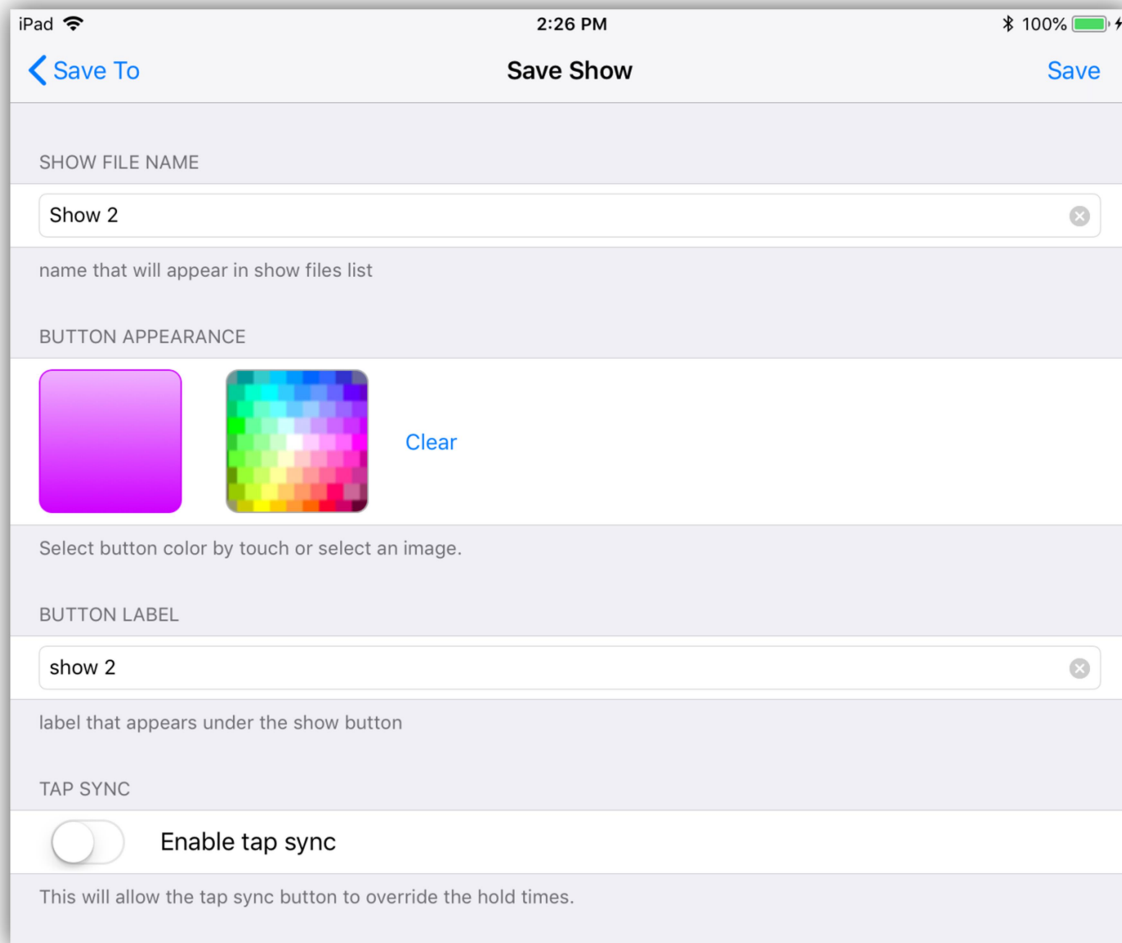 iPad 2:26 PM 100%
Save To Save Show Save
SHOW FILE NAME
Show 2
name that will appear in show files list
BUTTON APPEARANCE
Clear
Select button color by touch or select an image.
BUTTON LABEL
show 2
label that appears under the show button
TAP SYNC
Enable tap sync
This will allow the tap sync button to override the hold times.